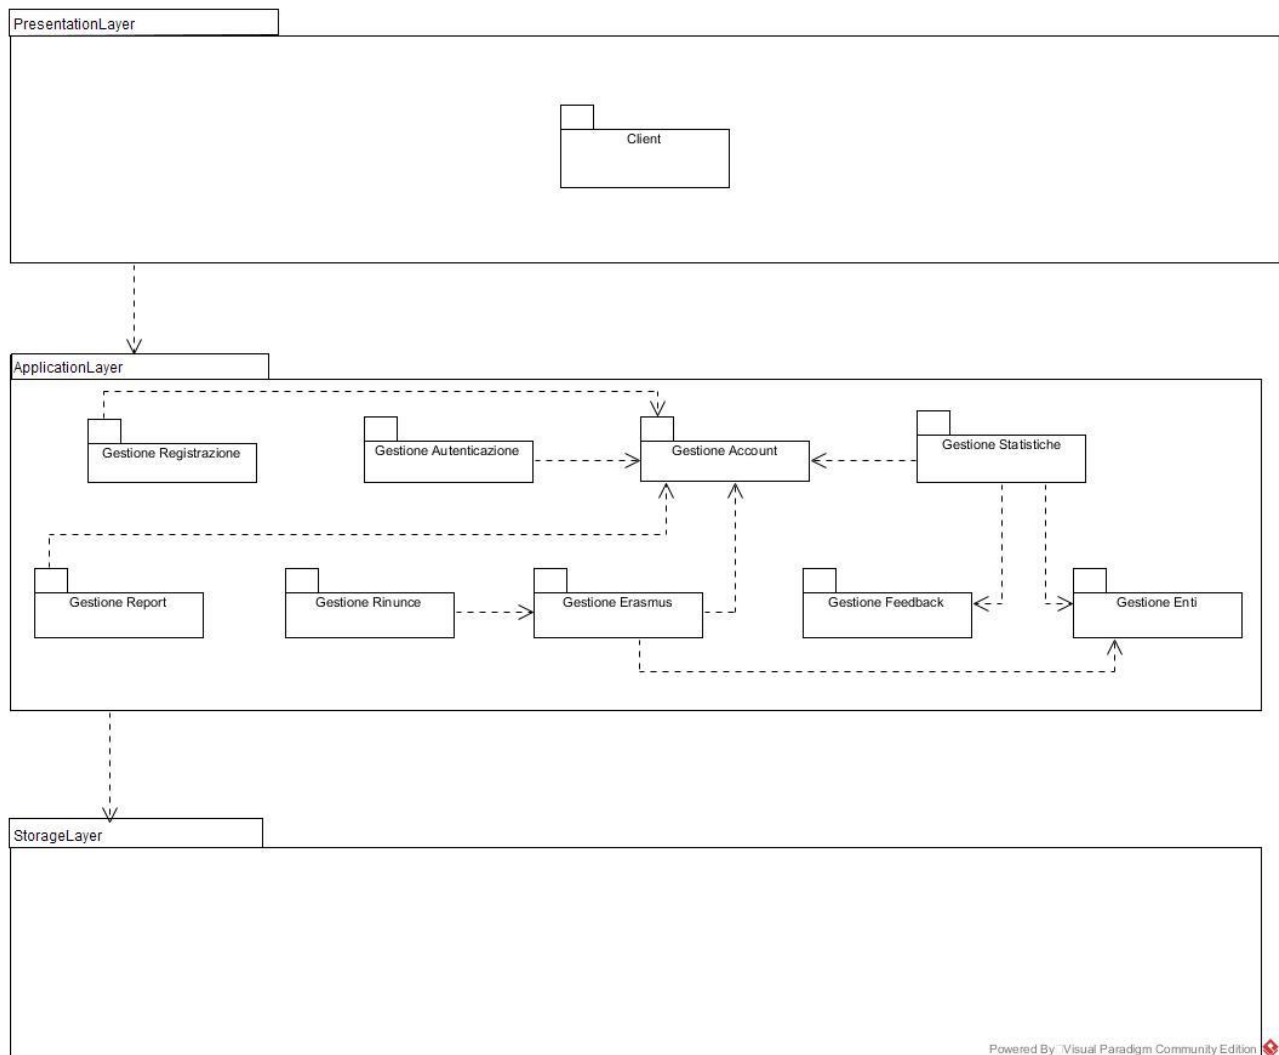 PresentationLayer
Client
ApplicationLayer
Gestione Registrazione
Gestione Autenticazione
Gestione Account
Gestione Statistiche
Gestione Report
Gestione Rinunce
Gestione Erasmus
Gestione Feedback
Gestione Enti
StorageLayer
Powered By Visual Paradigm Community Edition